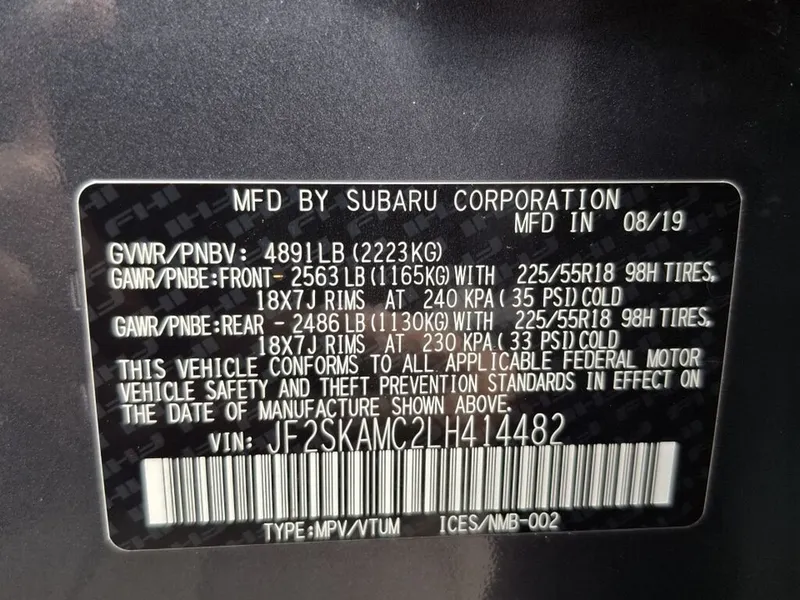 MFD BY SUBARU CORPORATION
MFD IN 08/19
GVWR/PNBV: 4891LB (2223KG)
GAWR/PNBE:FRONT- 2563 LB (1165KG) WITH 225/55R18 98H TIRES,
18X7J RIMS AT 240 KPA ( 35 PSI) COLD
GAWR/PNBE:REAR - 2486 LB (1130KG) WITH 225/55R18 98H TIRES,
18X7J RIMS AT 230 KPA ( 33 PSI) COLD
THIS VEHICLE CONFORMS TO ALL APPLICABLE FEDERAL MOTOR
VEHICLE SAFETY AND THEFT PREVENTION STANDARDS IN EFFECT ON
THE DATE OF MANUFACTURE SHOWN ABOVE.
VIN: JF2SKAMC2LH414482
TYPE:MPV/VTUM ICES/NMB-002